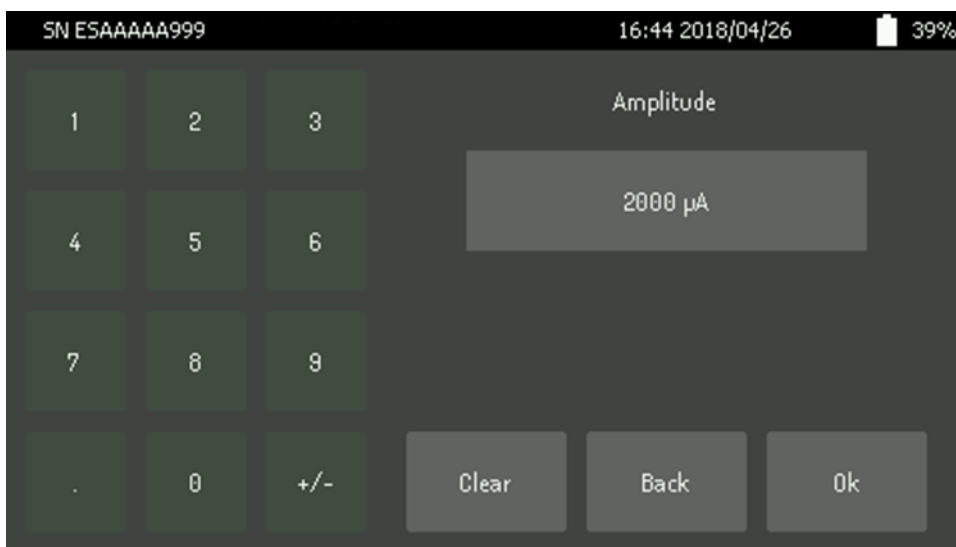 SN ESAAAAA999 16:44 2018/04/26 39%
Amplitude
1 2 3
2000 µA
4 5 6
7 8 9
. 0 +/- Clear Back Ok